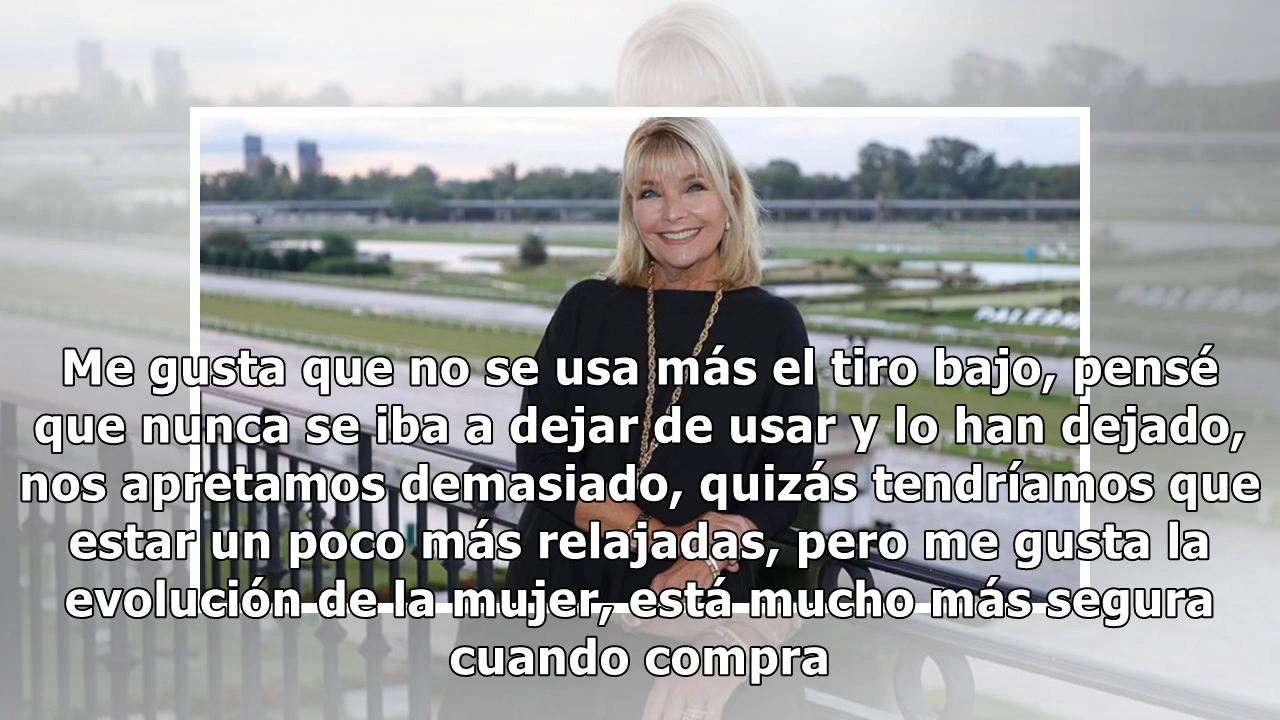 PALERM
Me gusta que no se usa más el tiro bajo, pensé
que nunca se iba a dejar de usar y lo han dejado,
nos apretamos demasiado, quizás tendríamos que
estar un poco más relajadas, pero me gusta la
evolución de la mujer, está mucho más segura
cuando compra